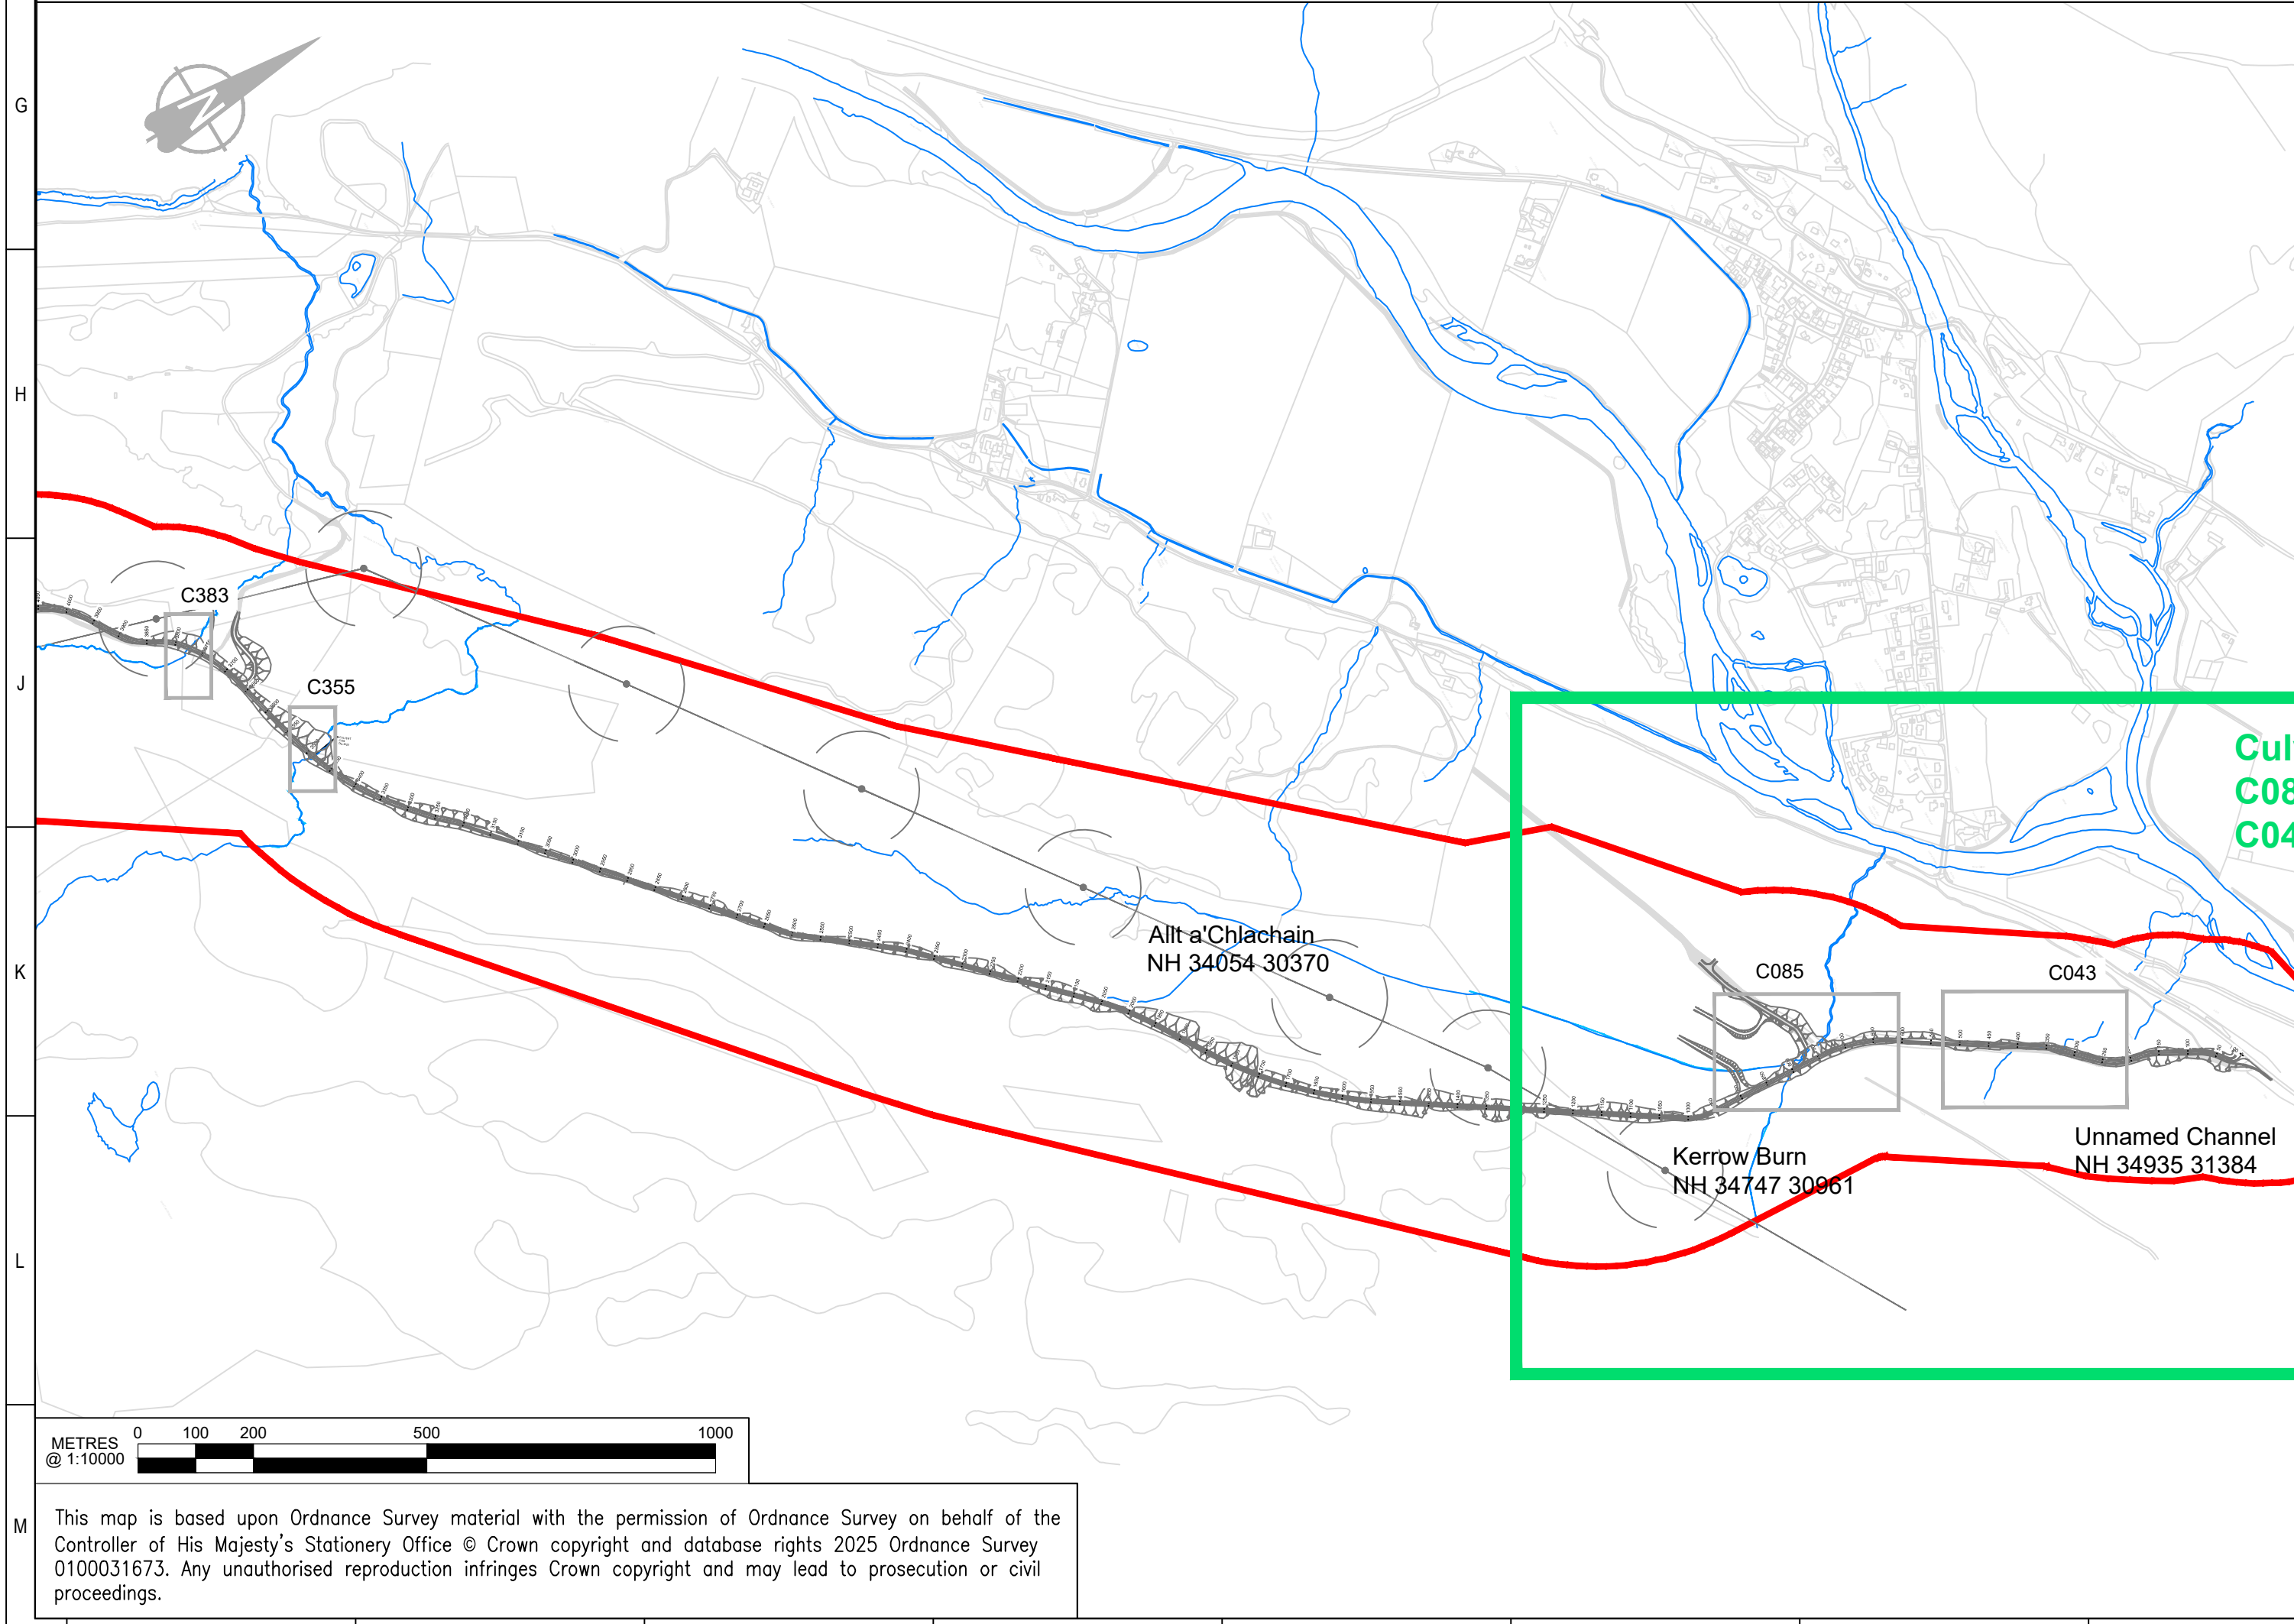 G
H
J
K
L
M
N
C383
C355
Cul
C08
C04
Allt a'Chlachain
NH 34054 30370
C085
C043
Kerrow Burn
NH 34747 30961
Unnamed Channel
NH 34935 31384
METRES
@ 1:10000
0 100 200 500 1000
This map is based upon Ordnance Survey material with the permission of Ordnance Survey on behalf of the
Controller of His Majesty's Stationery Office © Crown copyright and database rights 2025 Ordnance Survey
0100031673. Any unauthorised reproduction infringes Crown copyright and may lead to prosecution or civil
proceedings.